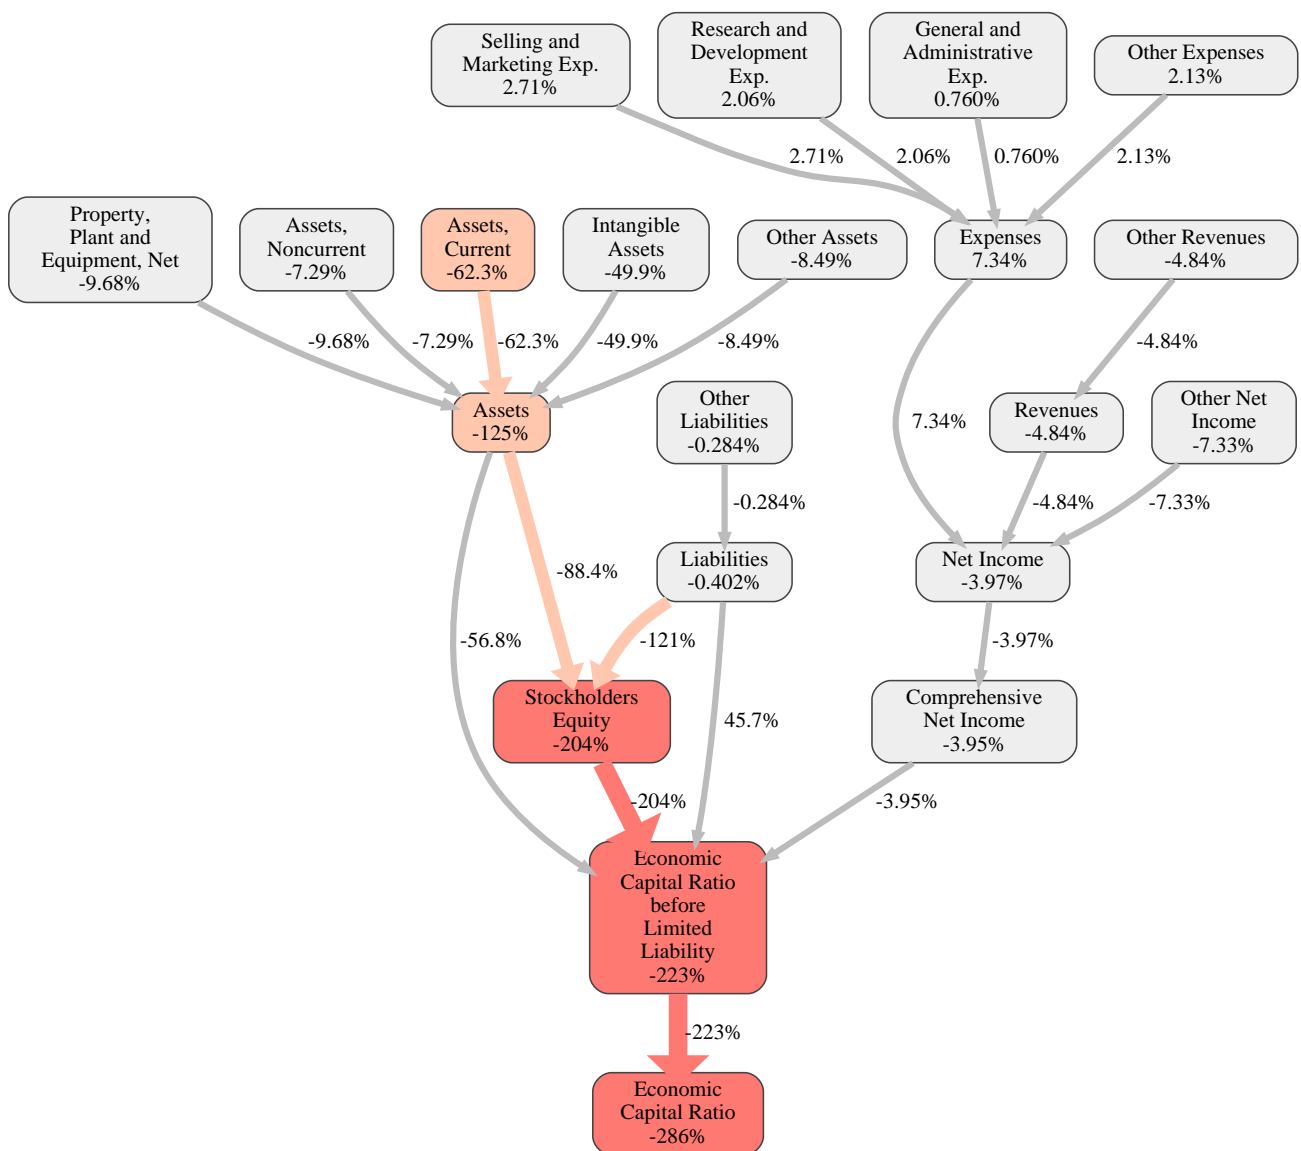 Selling and
Marketing Exp.
2.71%
Research and
Development
Exp.
2.06%
General and
Administrative
Exp.
0.760%
Other Expenses
2.13%
2.71%
2.06%
0.760%
2.13%
Property,
Plant and
Equipment, Net
-9.68%
Assets,
Noncurrent
-7.29%
Assets,
Current
-62.3%
Intangible
Assets
-49.9%
Other Assets
-8.49%
Expenses
7.34%
Other Revenues
-4.84%
-9.68%
-7.29%
-62.3%
-49.9%
-8.49%
-4.84%
Assets
-125%
Other
Liabilities
-0.284%
7.34%
Revenues
-4.84%
Other Net
Income
-7.33%
-0.284%
-4.84%
-7.33%
-88.4%
Liabilities
-0.402%
Net Income
-3.97%
-56.8%
-121%
-3.97%
Stockholders
Equity
-204%
45.7%
Comprehensive
Net Income
-3.95%
-204%
-3.95%
Economic
Capital Ratio
before
Limited
Liability
-223%
-223%
Economic
Capital Ratio
-286%